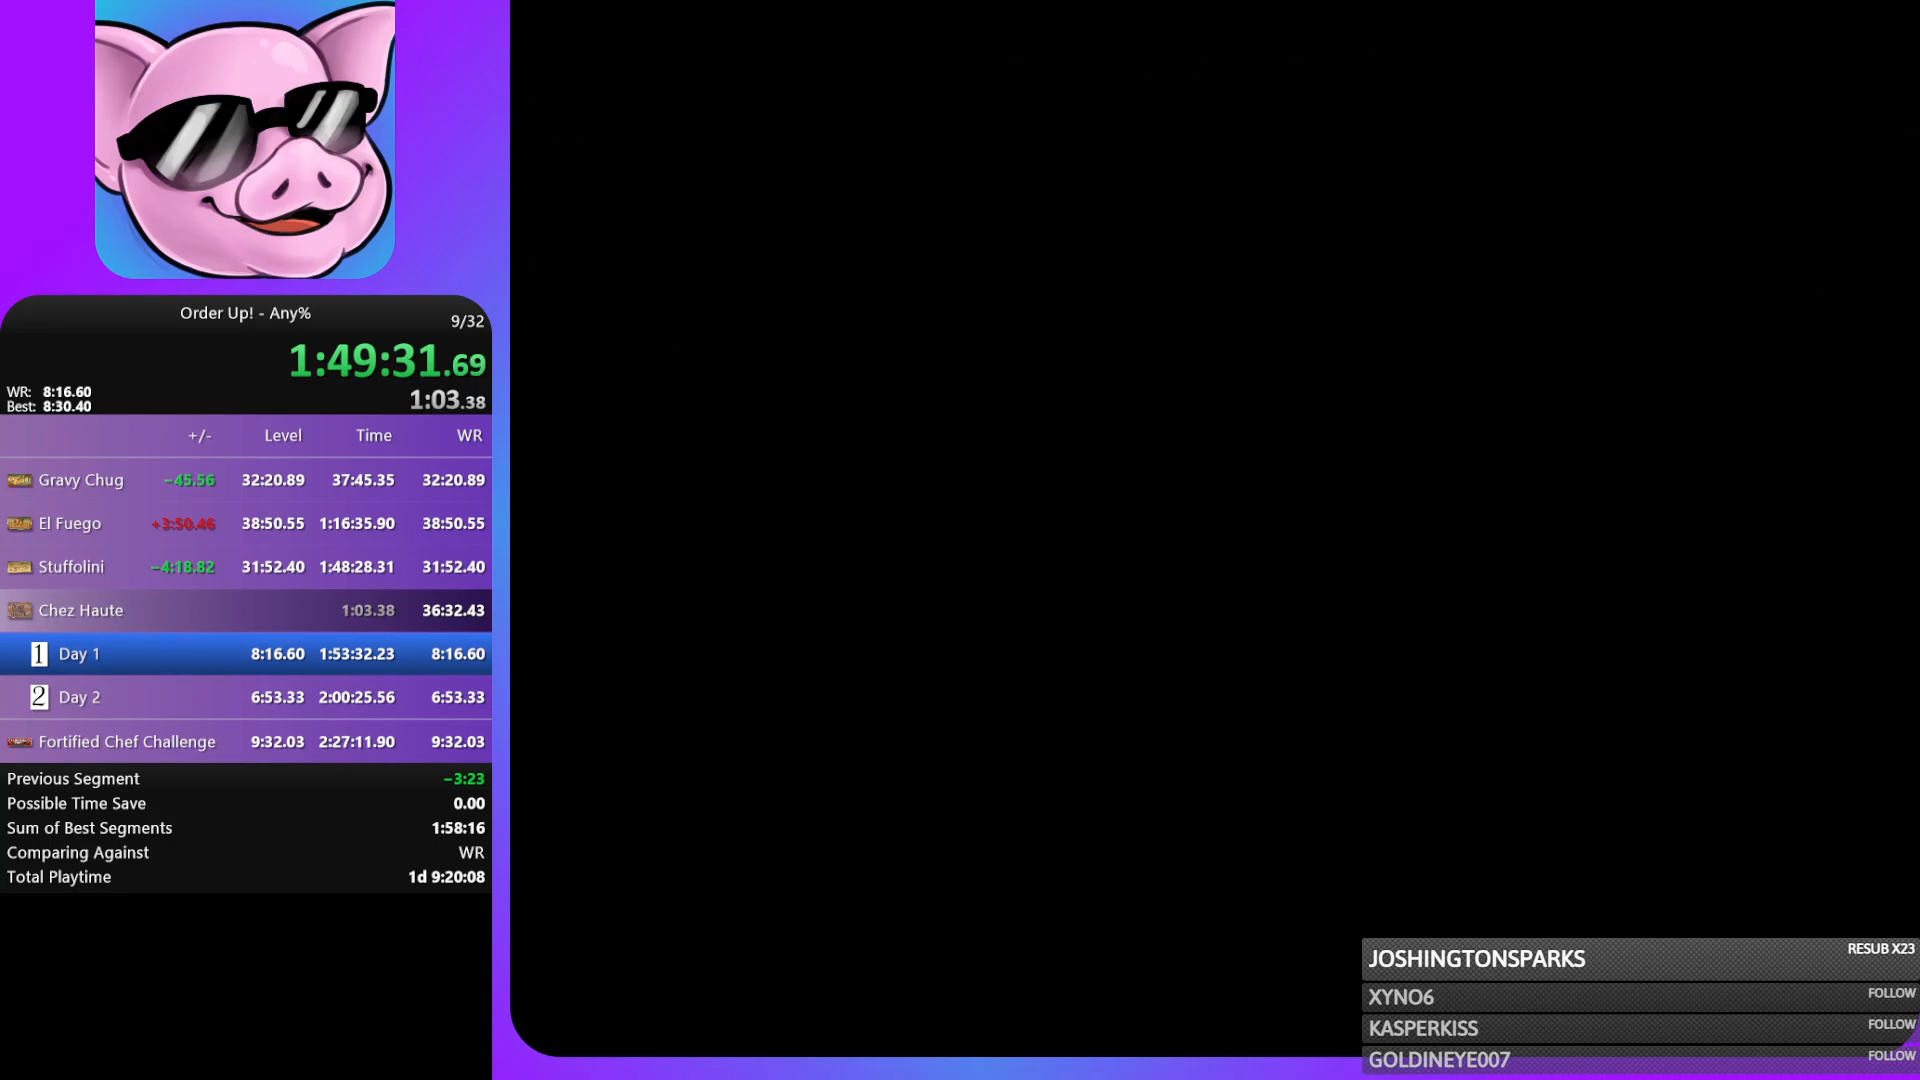 Order Up! - Any%
9/32
1:49:31.69
WR: 8:16.60
Best: 8:30.40
1:03.38
+/- Level Time WR
Gravy Chug -45.56 32:20.89 37:45.35 32:20.89
El Fuego +3:50.46 38:50.55 1:16:35.90 38:50.55
Stuffolini -4:18.82 31:52.40 1:48:28.31 31:52.40
Chez Haute 1:03.38 36:32.43
1 Day 1 8:16.60 1:53:32.23 8:16.60
2 Day 2 6:53.33 2:00:25.56 6:53.33
Fortified Chef Challenge 9:32.03 2:27:11.90 9:32.03
Previous Segment -3:23
Possible Time Save 0.00
Sum of Best Segments 1:58:16
Comparing Against WR
Total Playtime 1d 9:20:08
JOSHINGTONSPARKS RESUB X23
XYNO6 FOLLOW
KASPERKISS FOLLOW
GOLDINEYE007 FOLLOW